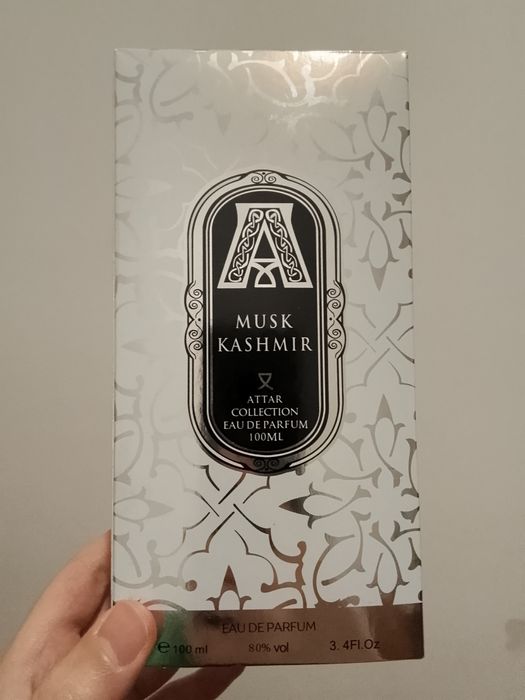 A
MUSK
KASHMIR
ATTAR
COLLECTION
EAU DE PARFUM
100ML
EAU DE PARFUM
℮ 100 ml 80% vol 3. 4Fl.Oz